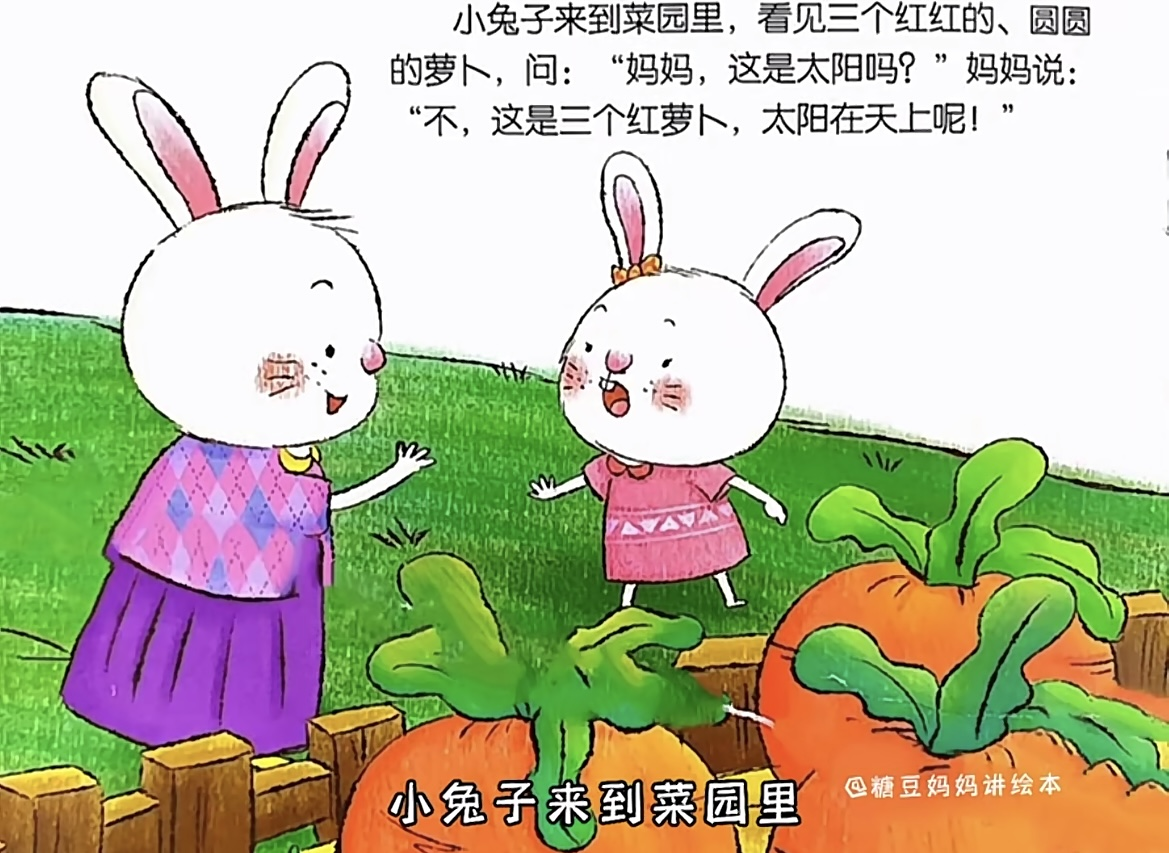 小兔子来到菜园里，看见三个红红的、圆圆
的萝卜，问：“妈妈，这是太阳吗？”妈妈说：
“不，这是三个红萝卜，太阳在天上呢！”
小兔子来到菜园里
@糖豆妈妈讲绘本